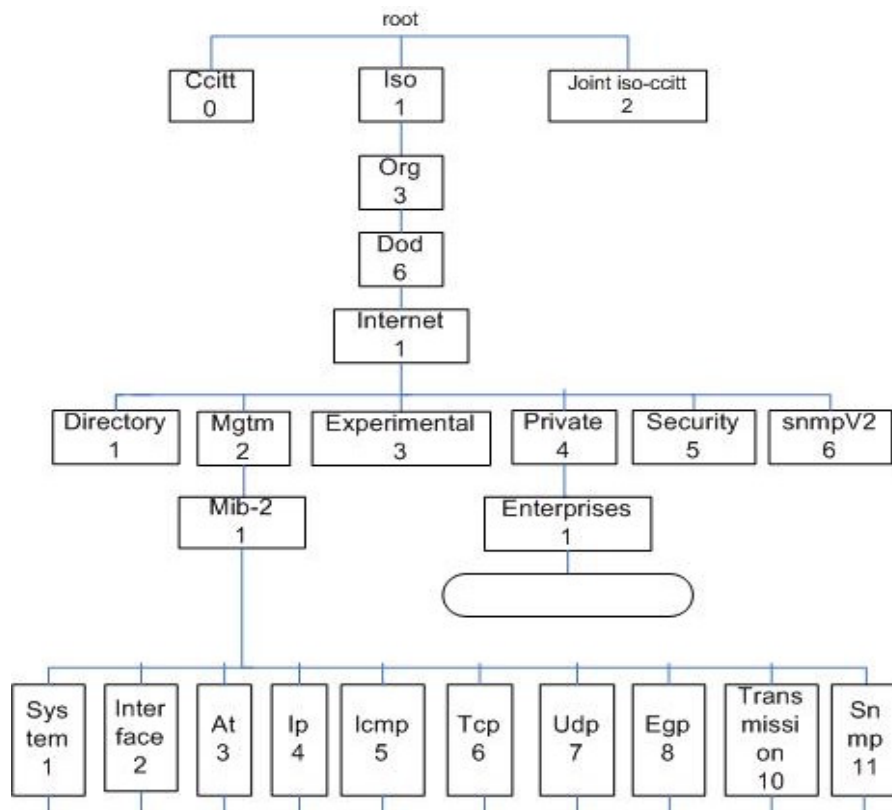 root
Ccitt
0
Iso
1
Joint iso-ccitt
2
Org
3
Dod
6
Internet
1
Directory
1
Mgtm
2
Experimental
3
Private
4
Security
5
snmpV2
6
Mib-2
1
Enterprises
1
Sys
tem
1
Inter
face
2
At
3
Ip
4
Icmp
5
Tcp
6
Udp
7
Egp
8
Trans
missi
on
10
Sn
mp
11